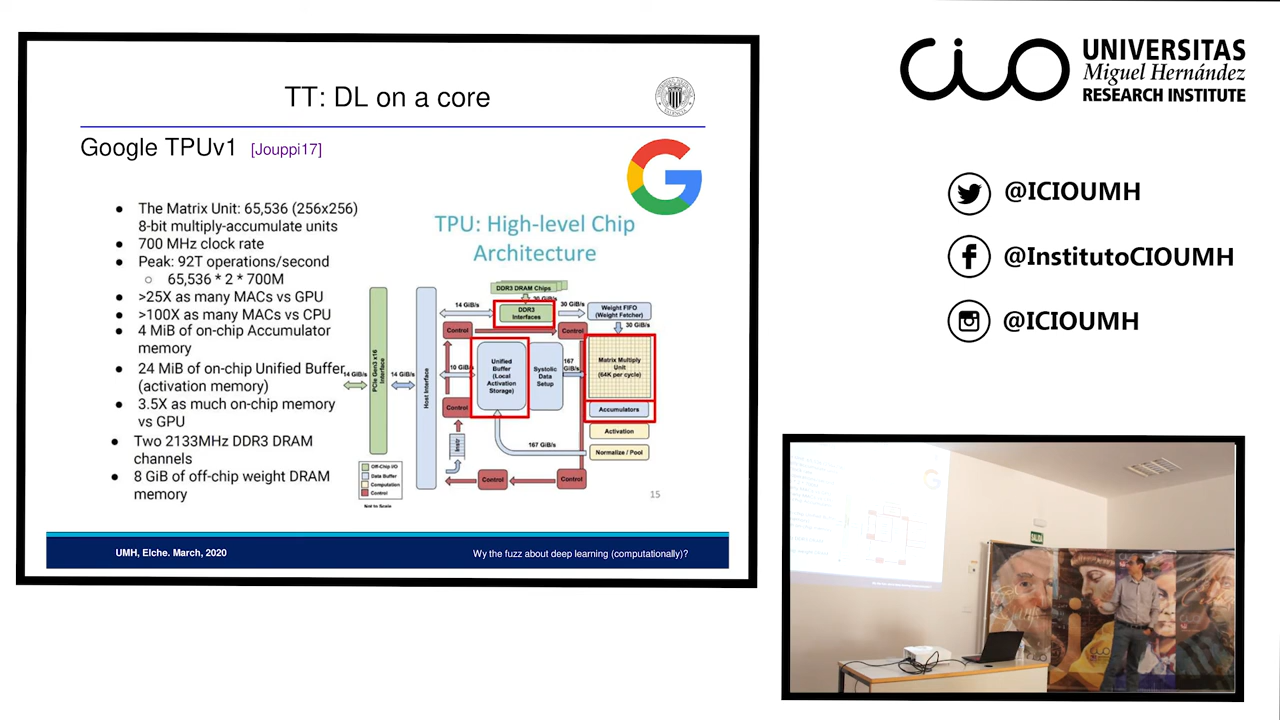 TT: DL on a core
Google TPUv1 [Jouppi17]
● The Matrix Unit: 65,536 (256x256)
8-bit multiply-accumulate units
● 700 MHz clock rate
● Peak: 92T operations/second
○ 65,536 * 2 * 700M
● >25X as many MACs vs GPU
● >100X as many MACs vs CPU
● 4 MiB of on-chip Accumulator
memory
● 24 MiB of on-chip Unified Buffer,
(activation memory)
● 3.5X as much on-chip memory
vs GPU
● Two 2133MHz DDR3 DRAM
channels
● 8 GiB of off-chip weight DRAM
memory
TPU: High-level Chip
Architecture
DDR3 DRAM Chips
30 GiB/s
14 GiB/s
DDR3
Interfaces
30 GiB/s
Weight FIFO
(Weight Fetcher)
30 GiB/s
Control
Control
14 GiB/s
PCIe Gen3 x16
Interface
14 GiB/s
Host Interface
10 GiB/s
Unified
Buffer
(Local
Activation
Storage)
Systolic
Data
Setup
167
GiB/s
Matrix Multiply
Unit
(64K per cycle)
Control
Accumulators
Activation
Instr
167 GiB/s
Normalize / Pool
Control
Control
Off-Chip I/O
Data Buffer
Computation
Control
Not to Scale
15
UMH, Elche. March, 2020
Wy the fuzz about deep learning (computationally)?
cio
UNIVERSITAS
Miguel Hernández
RESEARCH INSTITUTE
@ICIOUMH
@InstitutoCIOUMH
@ICIOUMH
SALIDA